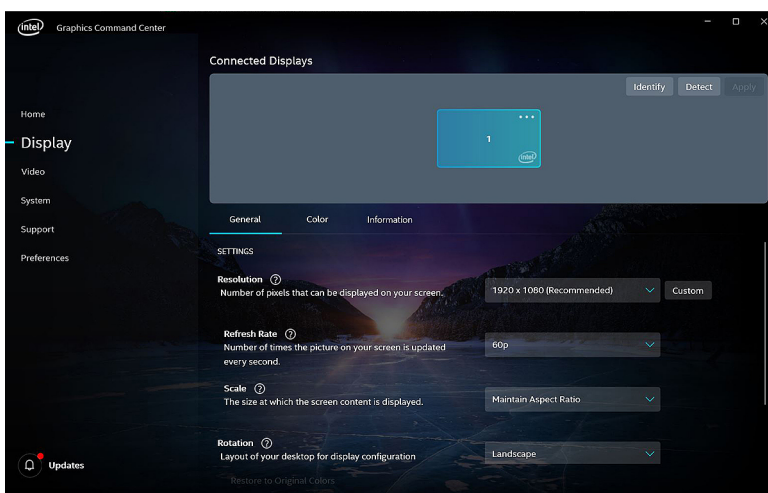 intel Graphics Command Center
Connected Displays
Identify Detect Apply
1
intel
Home
Display
Video
System
Support
Preferences
Updates
General Color Information
SETTINGS
Resolution ?
Number of pixels that can be displayed on your screen.
1920 x 1080 (Recommended)
Custom
Refresh Rate ?
Number of times the picture on your screen is updated
every second.
60p
Scale ?
The size at which the screen content is displayed.
Maintain Aspect Ratio
Rotation ?
Layout of your desktop for display configuration
Landscape
Restore to Original Colors